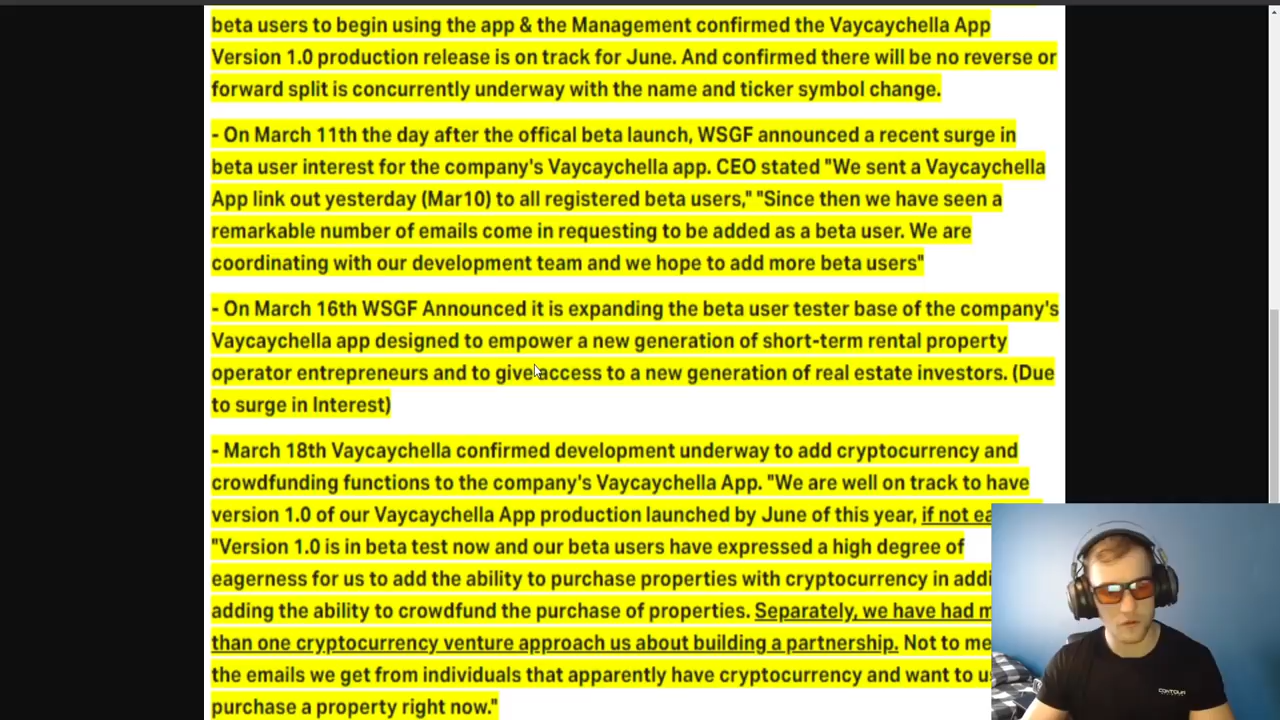 beta users to begin using the app & the Management confirmed the Vaycaychella App
Version 1.0 production release is on track for June. And confirmed there will be no reverse or
forward split is concurrently underway with the name and ticker symbol change.
- On March 11th the day after the offical beta launch, WSGF announced a recent surge in
beta user interest for the company's Vaycaychella app. CEO stated "We sent a Vaycaychella
App link out yesterday (Mar10) to all registered beta users," "Since then we have seen a
remarkable number of emails come in requesting to be added as a beta user. We are
coordinating with our development team and we hope to add more beta users"
- On March 16th WSGF Announced it is expanding the beta user tester base of the company's
Vaycaychella app designed to empower a new generation of short-term rental property
operator entrepreneurs and to give access to a new generation of real estate investors. (Due
to surge in Interest)
- March 18th Vaycaychella confirmed development underway to add cryptocurrency and
crowdfunding functions to the company's Vaycaychella App. "We are well on track to have
version 1.0 of our Vaycaychella App production launched by June of this year, if not
"Version 1.0 is in beta test now and our beta users have expressed a high degree of
eagerness for us to add the ability to purchase properties with cryptocurrency in
adding the ability to crowdfund the purchase of properties. Separately, we have had
than one cryptocurrency venture approach us about building a partnership. Not to
the emails we get from individuals that apparently have cryptocurrency and want to
purchase a property right now."
CONTOUR